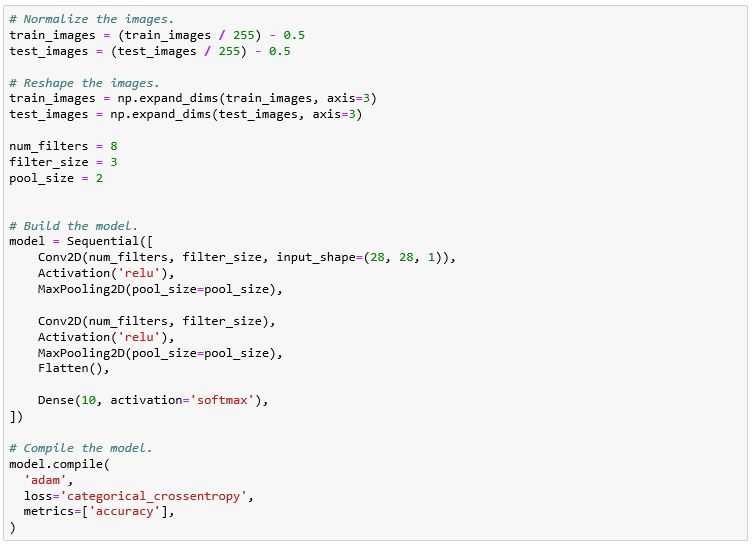 # Normalize the images.
train_images = (train_images / 255) - 0.5
test_images = (test_images / 255) - 0.5
# Reshape the images.
train_images = np.expand_dims(train_images, axis=3)
test_images = np.expand_dims(test_images, axis=3)
num_filters = 8
filter_size = 3
pool_size = 2
# Build the model.
model = Sequential([
    Conv2D(num_filters, filter_size, input_shape=(28, 28, 1)),
    Activation('relu'),
    MaxPooling2D(pool_size=pool_size),
    Conv2D(num_filters, filter_size),
    Activation('relu'),
    MaxPooling2D(pool_size=pool_size),
    Flatten(),
    Dense(10, activation='softmax'),
])
# Compile the model.
model.compile(
  'adam',
  loss='categorical_crossentropy',
  metrics=['accuracy'],
)